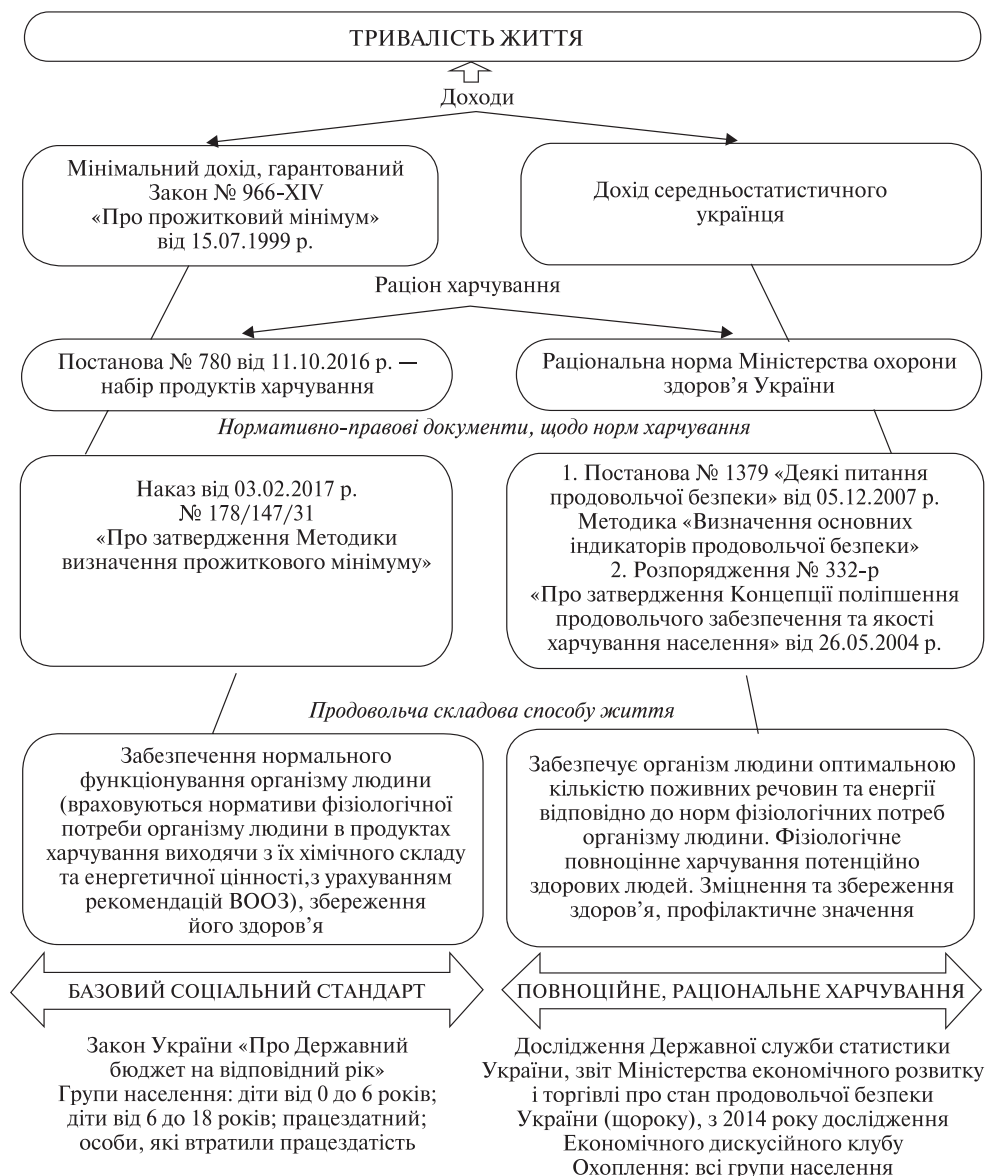 ТРИВАЛІСТЬ ЖИТТЯ
Доходи
Мінімальний дохід, гарантований
Закон № 966-XIV
«Про прожитковий мінімум»
від 15.07.1999 р.
Дохід середньостатистичного
українця
Раціон харчування
Постанова № 780 від 11.10.2016 р. —
набір продуктів харчування
Раціональна норма Міністерства охорони
здоров'я України
Нормативно-правові документи, щодо норм харчування
Наказ від 03.02.2017 р.
№ 178/147/31
«Про затвердження Методики
визначення прожиткового мінімуму»
1. Постанова № 1379 «Деякі питання
продовольчої безпеки» від 05.12.2007 р.
Методика «Визначення основних
індикаторів продовольчої безпеки»
2. Розпорядження № 332-р
«Про затвердження Концепції поліпшення
продовольчого забезпечення та якості
харчування населення» від 26.05.2004 р.
Продовольча складова способу життя
Забезпечення нормального
функціонування організму людини
(враховуються нормативи фізіологічної
потреби організму людини в продуктах
харчування виходячи з їх хімічного складу
та енергетичної цінності,з урахуванням
рекомендацій ВООЗ), збереження
його здоров'я
Забезпечує організм людини оптимальною
кількістю поживних речовин та енергії
відповідно до норм фізіологічних потреб
організму людини. Фізіологічне
повноцінне харчування потенційно
здорових людей. Зміцнення та збереження
здоров'я, профілактичне значення
БАЗОВИЙ СОЦІАЛЬНИЙ СТАНДАРТ
ПОВНОЦІЙНЕ, РАЦІОНАЛЬНЕ ХАРЧУВАННЯ
Закон України «Про Державний
бюджет на відповідний рік»
Групи населення: діти від 0 до 6 років;
діти від 6 до 18 років; працездатний;
особи, які втратили працездатість
Дослідження Державної служби статистики
України, звіт Міністерства економічного розвитку
і торгівлі про стан продовольчої безпеки
України (щороку), з 2014 року дослідження
Економічного дискусійного клубу
Охоплення: всі групи населення